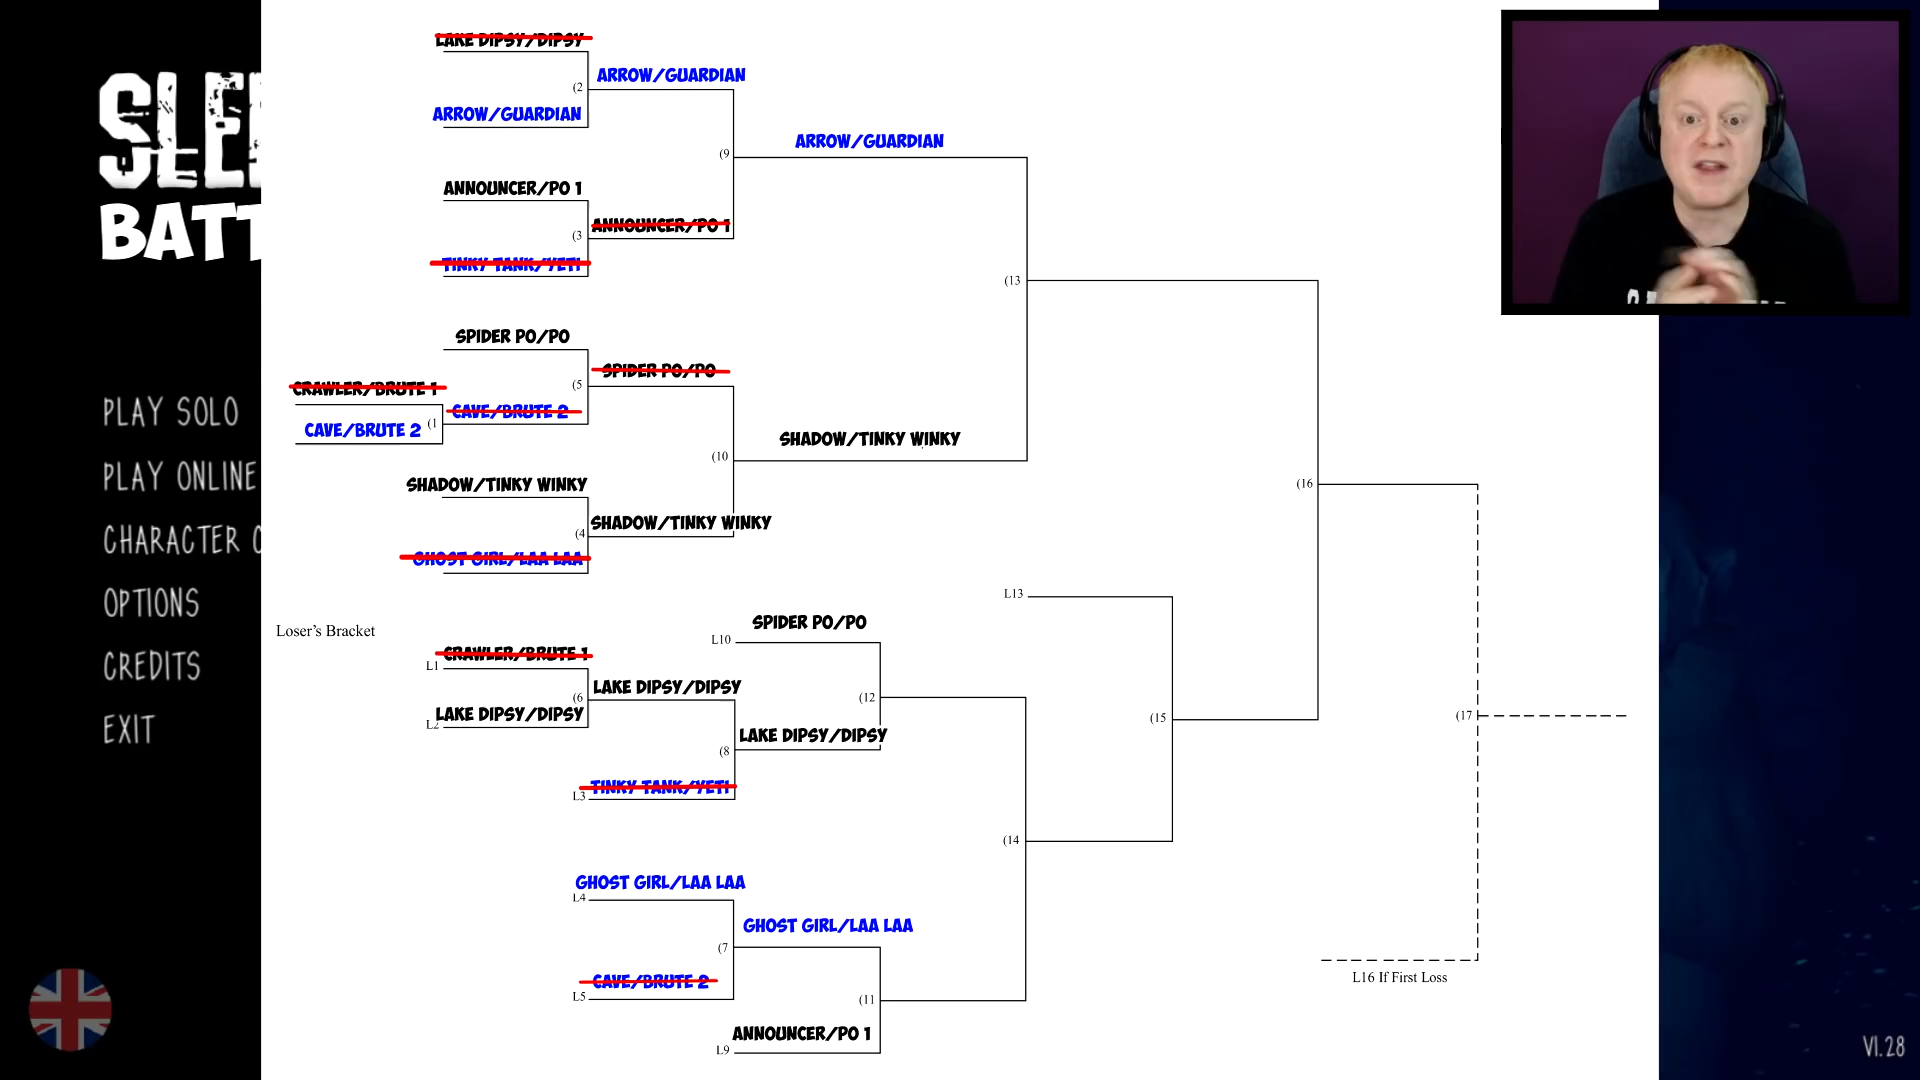 SLE
BATT
PLAY SOLO
PLAY ONLINE
CHARACTER
OPTIONS
CREDITS
EXIT
LAKE DIPSY/DIPSY
(2
ARROW/GUARDIAN
ARROW/GUARDIAN
(9
ARROW/GUARDIAN
ANNOUNCER/PO 1
(3
ANNOUNCER/PO 1
TINKY TANK/YETI
(13
SPIDER PO/PO
(5
SPIDER PO/PO
CRAWLER/BRUTE 1
CAVE/BRUTE 2
(1
CAVE/BRUTE 2
(10
SHADOW/TINKY WINKY
SHADOW/TINKY WINKY
(4
SHADOW/TINKY WINKY
GHOST GIRL/LAA LAA
(16
Loser's Bracket
L13
L10
SPIDER PO/PO
L1
CRAWLER/BRUTE 1
(6
LAKE DIPSY/DIPSY
(12
L2
LAKE DIPSY/DIPSY
(8
LAKE DIPSY/DIPSY
(15
(17
L3
TINKY TANK/YETI
(14
GHOST GIRL/LAA LAA
L4
(7
GHOST GIRL/LAA LAA
CAVE/BRUTE 2
L5
(11
L16 If First Loss
ANNOUNCER/PO 1
L9
V1.28